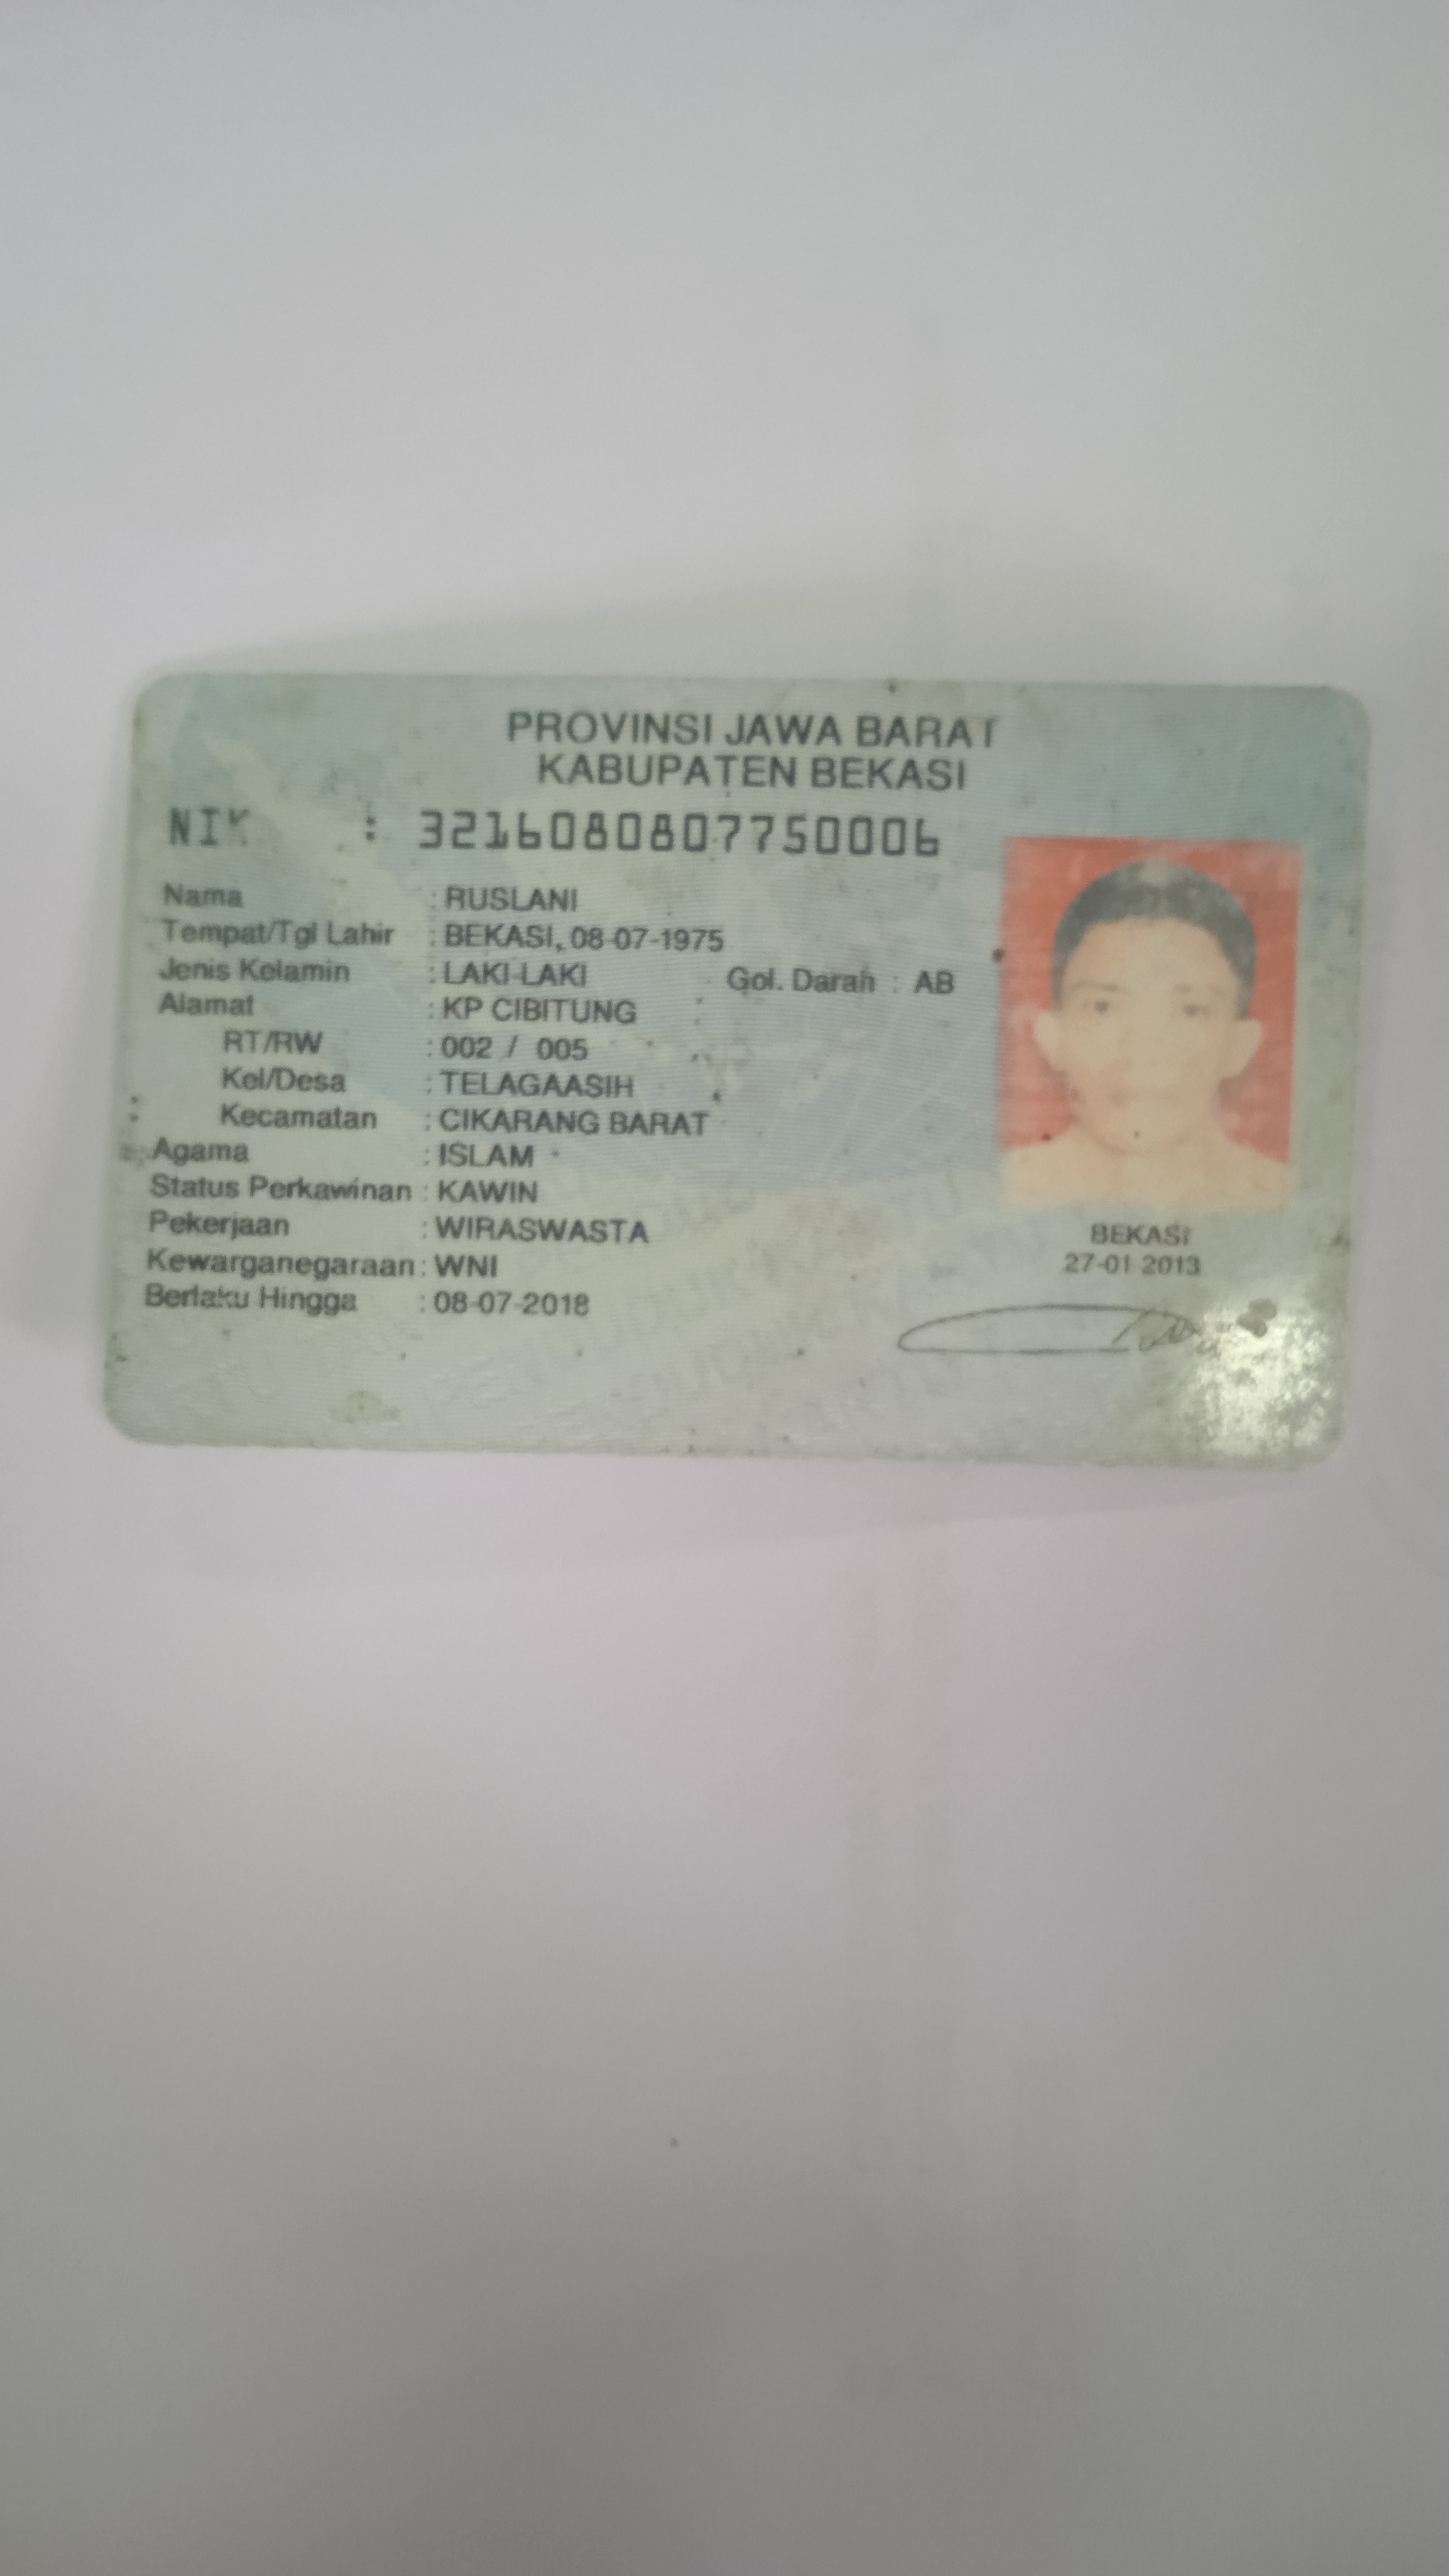 PROVINSI JAWA BARAT
KABUPATEN BEKASI
NIK : 3216080807750006
Nama : RUSLANI
Tempat/Tgl Lahir : BEKASI, 08-07-1975
Jenis Kelamin : LAKI-LAKI Gol. Darah : AB
Alamat : KP CIBITUNG
RT/RW : 002 / 005
Kel/Desa : TELAGAASIH
Kecamatan : CIKARANG BARAT
Agama : ISLAM
Status Perkawinan : KAWIN
Pekerjaan : WIRASWASTA
Kewarganegaraan : WNI
Berlaku Hingga : 08-07-2018
BEKASI
27-01-2013